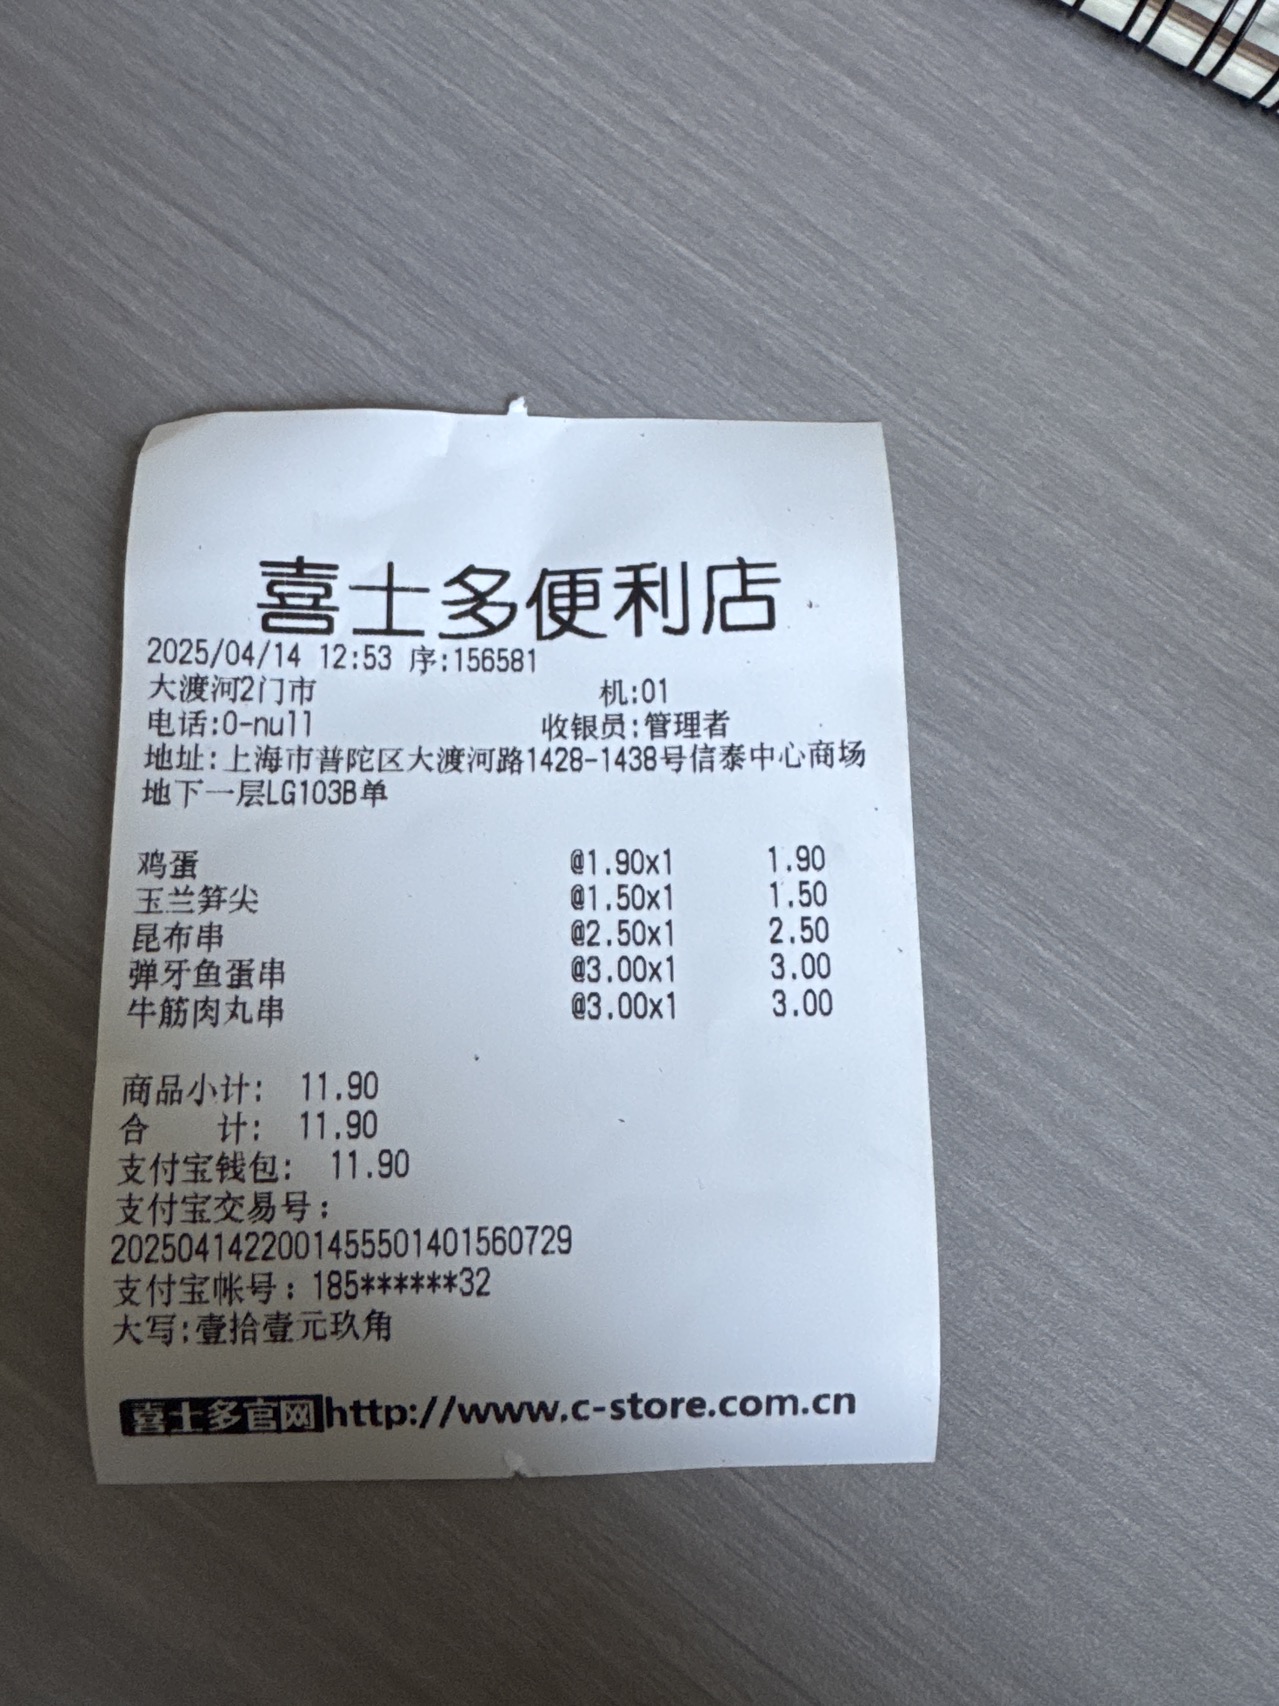 喜士多便利店
2025/04/14 12:53 序:156581
大渡河2门市 机:01
电话:0-null 收银员:管理者
地址:上海市普陀区大渡河路1428-1438号信泰中心商场
地下一层LG103B单
鸡蛋 @1.90x1 1.90
玉兰笋尖 @1.50x1 1.50
昆布串 @2.50x1 2.50
弹牙鱼蛋串 @3.00x1 3.00
牛筋肉丸串 @3.00x1 3.00
商品小计: 11.90
合 计: 11.90
支付宝钱包: 11.90
支付宝交易号:
2025041422001455501401560729
支付宝帐号:185******32
大写:壹拾壹元玖角
喜士多官网http://www.c-store.com.cn